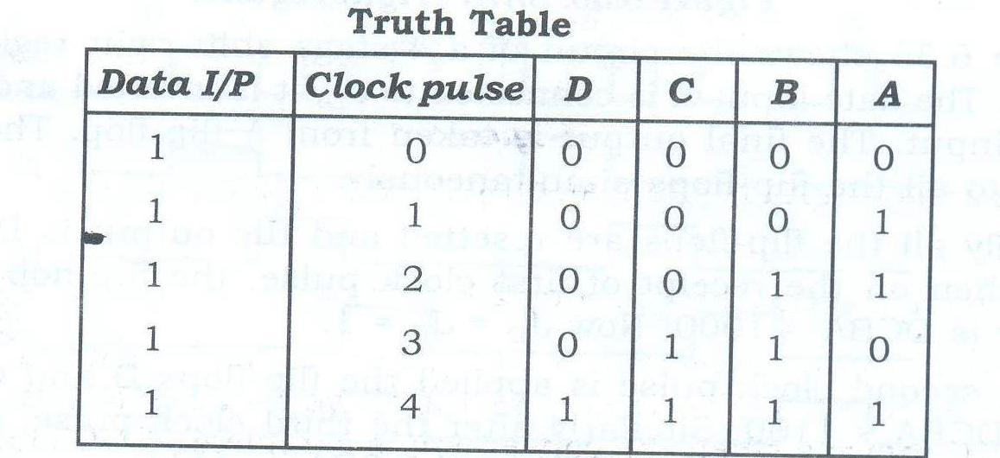 Truth Table
Data I/P Clock pulse D C B A
1 0 0 0 0 0
1 1 0 0 0 1
1 2 0 0 1 1
1 3 0 1 1 0
1 4 1 1 1 1